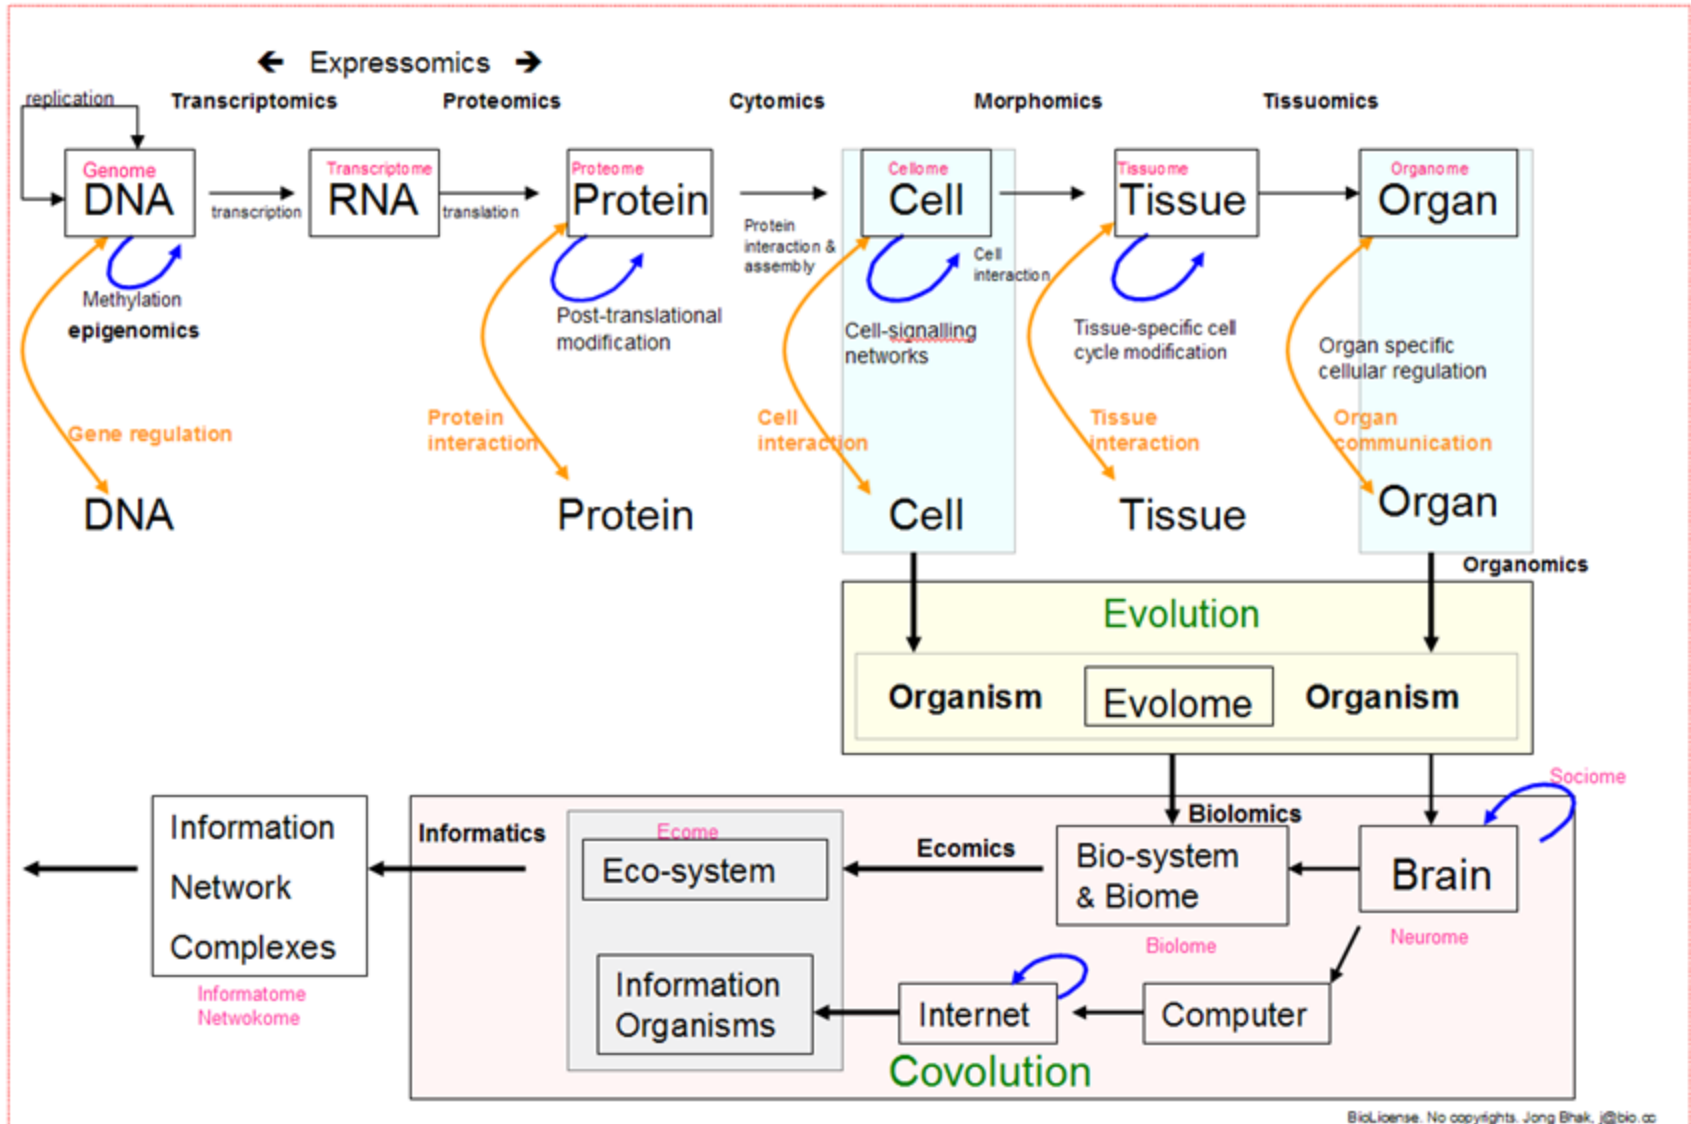 Expressomics
replication
Transcriptomics
Proteomics
Cytomics
Morphomics
Tissuomics
Genome
DNA
transcription
Transcriptome
RNA
translation
Proteome
Protein
Protein
interaction &
assembly
Cellome
Cell
Cell
interaction
Tissuome
Tissue
Organome
Organ
Methylation
epigenomics
Post-translational
modification
Cell-signalling
networks
Tissue-specific cell
cycle modification
Organ specific
cellular regulation
Gene regulation
Protein
interaction
Cell
interaction
Tissue
interaction
Organ
communication
DNA
Protein
Cell
Tissue
Organ
Organomics
Evolution
Organism
Evolome
Organism
Sociome
Biolomics
Information
Network
Complexes
Informatome
Netwokome
Informatics
Ecome
Eco-system
Ecomics
Bio-system
& Biome
Biolome
Brain
Neurome
Information
Organisms
Internet
Computer
Covolution
BioLicense. No copyrights. Jong Bhak, j@bio.cc